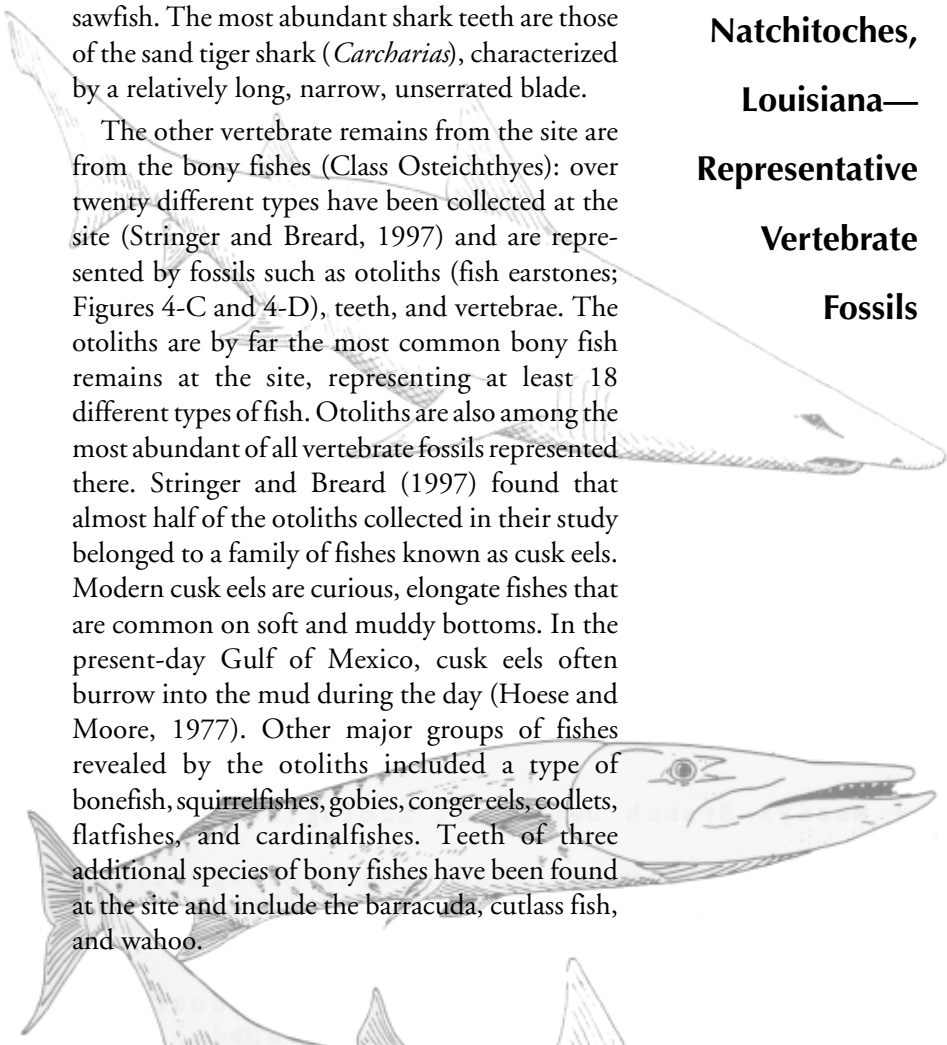 sawfish. The most abundant shark teeth are those
of the sand tiger shark (Carcharias), characterized
by a relatively long, narrow, unserrated blade.
The other vertebrate remains from the site are
from the bony fishes (Class Osteichthyes): over
twenty different types have been collected at the
site (Stringer and Breard, 1997) and are repre-
sented by fossils such as otoliths (fish earstones;
Figures 4-C and 4-D), teeth, and vertebrae. The
otoliths are by far the most common bony fish
remains at the site, representing at least 18
different types of fish. Otoliths are also among the
most abundant of all vertebrate fossils represented
there. Stringer and Breard (1997) found that
almost half of the otoliths collected in their study
belonged to a family of fishes known as cusk eels.
Modern cusk eels are curious, elongate fishes that
are common on soft and muddy bottoms. In the
present-day Gulf of Mexico, cusk eels often
burrow into the mud during the day (Hoese and
Moore, 1977). Other major groups of fishes
revealed by the otoliths included a type of
bonefish, squirrelfishes, gobies, conger eels, codlets,
flatfishes, and cardinalfishes. Teeth of three
additional species of bony fishes have been found
at the site and include the barracuda, cutlass fish,
and wahoo.
Natchitoches,
Louisiana—
Representative
Vertebrate
Fossils